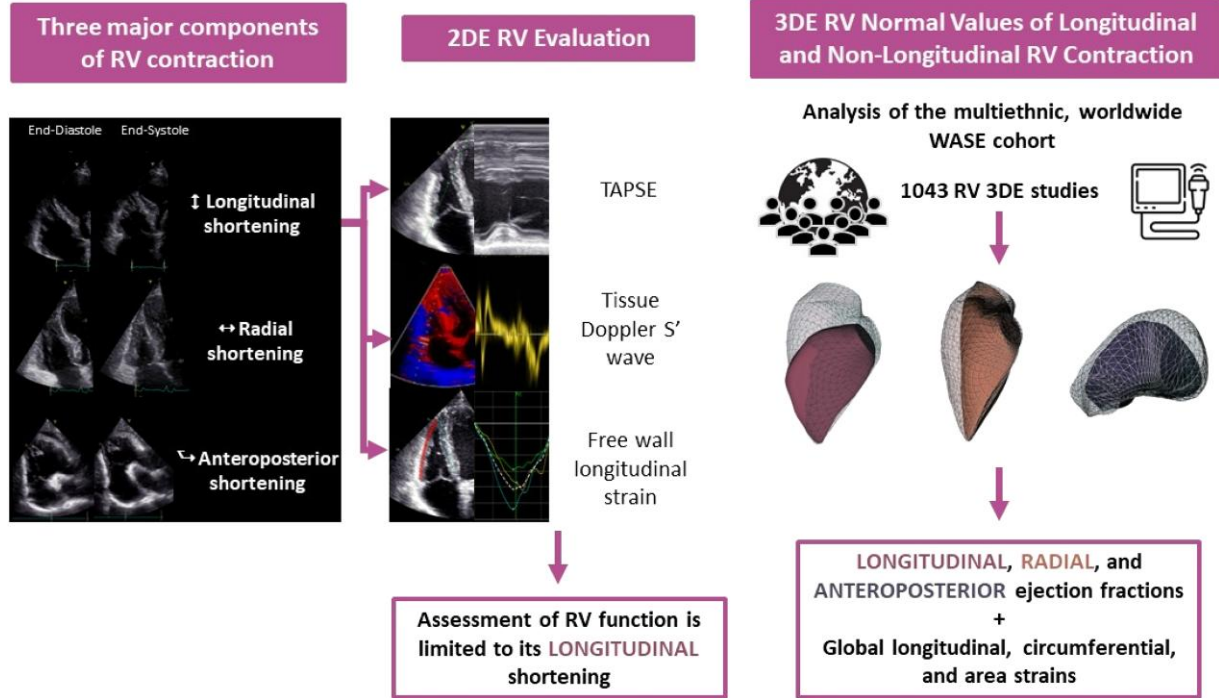 Three major components
of RV contraction
End-Diastole
End-Systole
↕ Longitudinal
shortening
↔ Radial
shortening
Anteroposterior
shortening
2DE RV Evaluation
TAPSE
Tissue
Doppler S’
wave
Free wall
longitudinal
strain
Assessment of RV function is
limited to its LONGITUDINAL
shortening
3DE RV Normal Values of Longitudinal
and Non-Longitudinal RV Contraction
Analysis of the multiethnic, worldwide
WASE cohort
1043 RV 3DE studies
LONGITUDINAL, RADIAL, and
ANTEROPOSTERIOR ejection fractions
+
Global longitudinal, circumferential,
and area strains